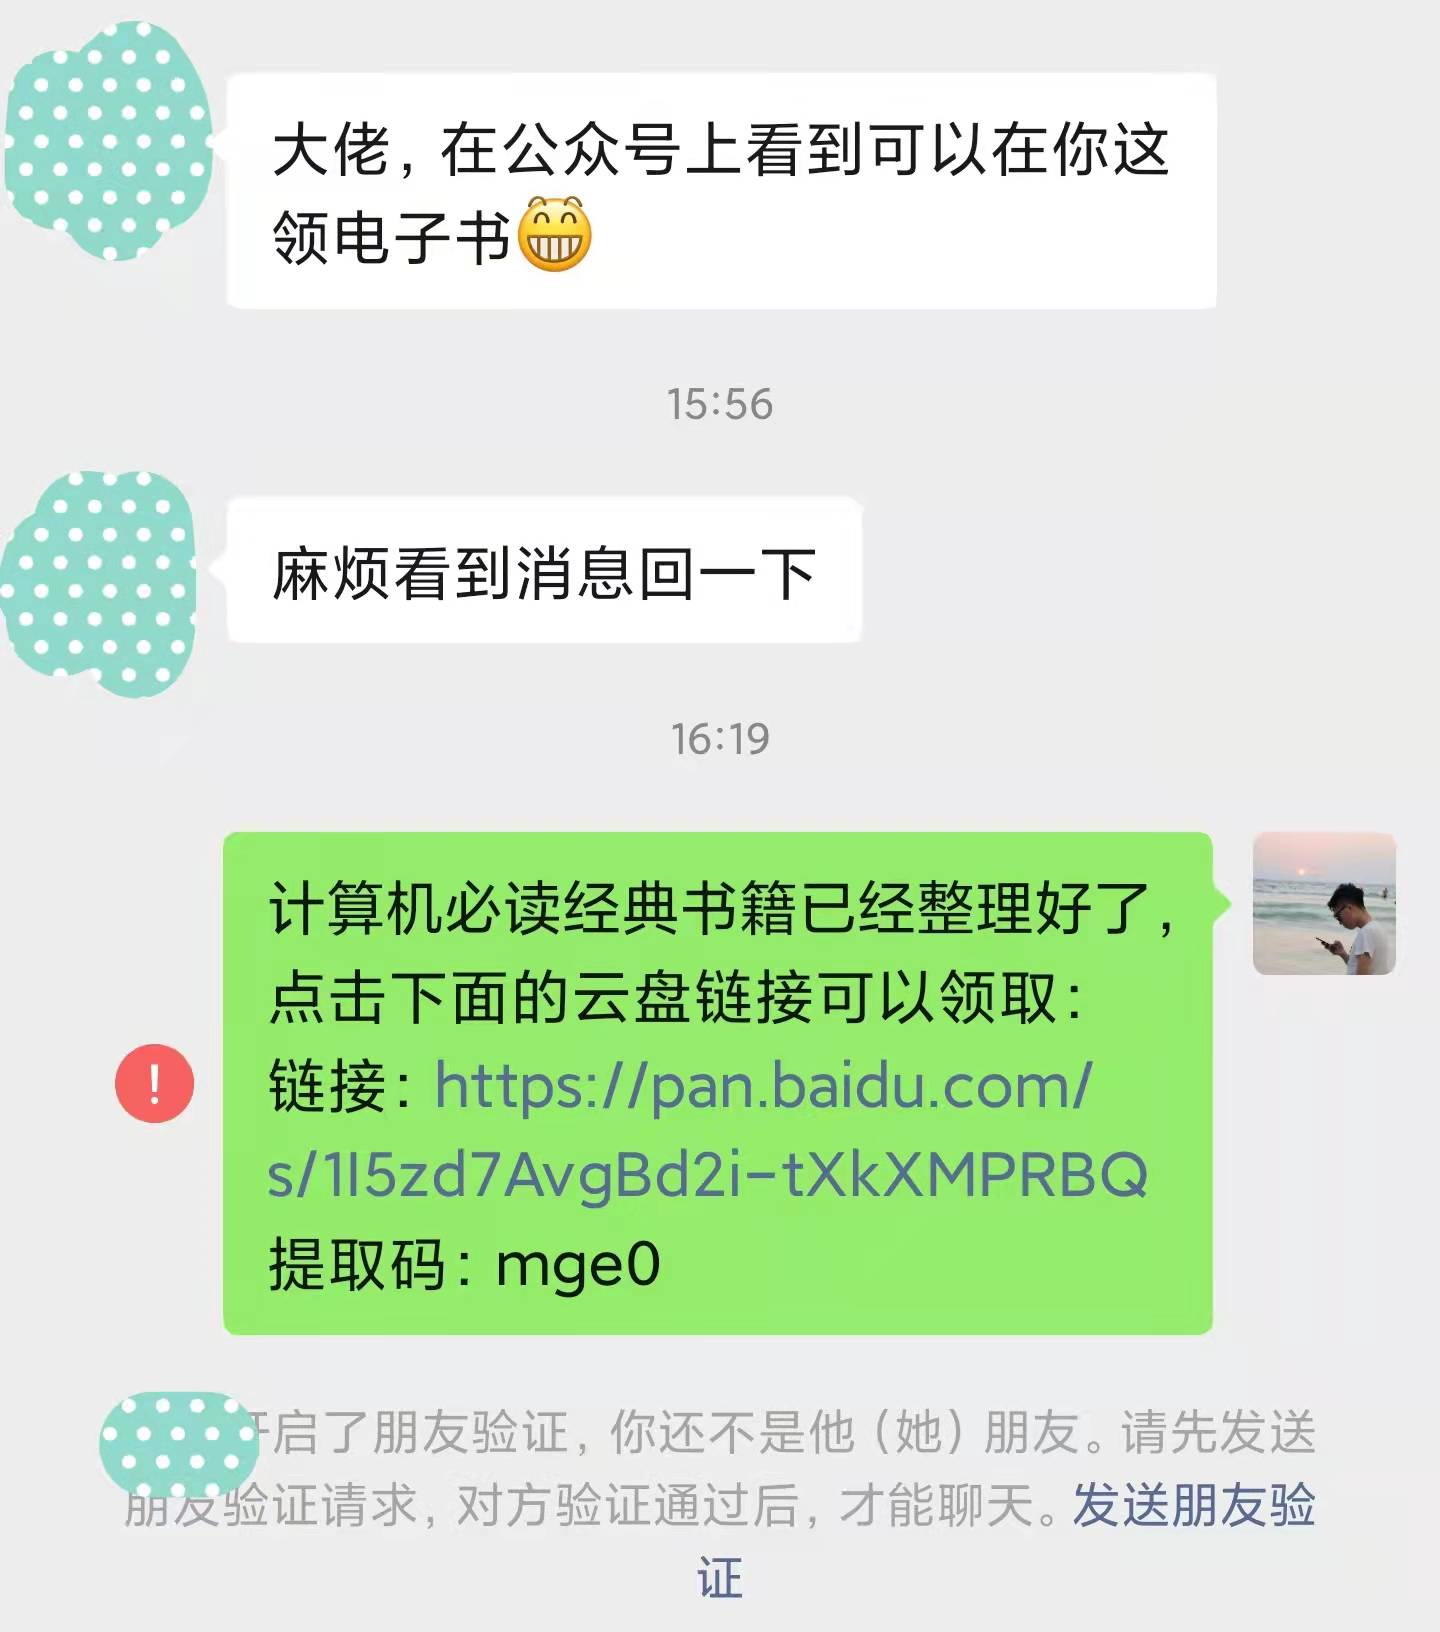 大佬，在公众号上看到可以在你这
领电子书
15:56
麻烦看到消息回一下
16:19
计算机必读经典书籍已经整理好了，
点击下面的云盘链接可以领取：
链接：https://pan.baidu.com/
s/1I5zd7AvgBd2i-tXkXMPRBQ
提取码：mge0
启了朋友验证，你还不是他（她）朋友。请先发送
朋友验证请求，对方验证通过后，才能聊天。发送朋友验
证